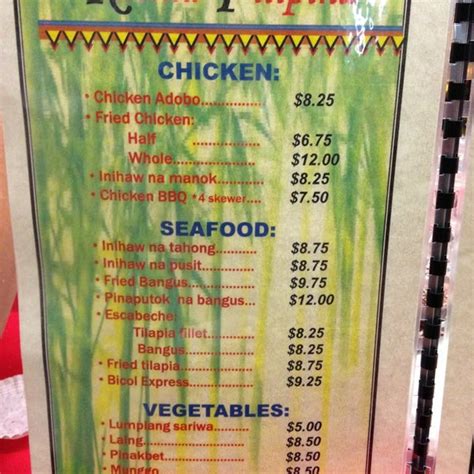 CHICKEN:
• Chicken Adobo.............. $8.25
• Fried Chicken:
Half ................ $6.75
Whole................ $12.00
• Inihaw na manok......... $8.25
• Chicken BBQ *4 skewer.... $7.50
SEAFOOD:
• Inihaw na tahong........... $8.75
• Inihaw na pusit............. $8.75
• Fried Bangus................ $9.75
• Pinaputok na bangus.... $12.00
• Escabeche:
Tilapia fillet........ $8.25
Bangus............... $8.25
• Fried tilapia................. $8.75
• Bicol Express............... $9.25
VEGETABLES:
• Lumpiang sariwa........... $5.00
• Laing........................... $8.50
• Pinakbet...................... $8.50
• Munggo....................... $8.50